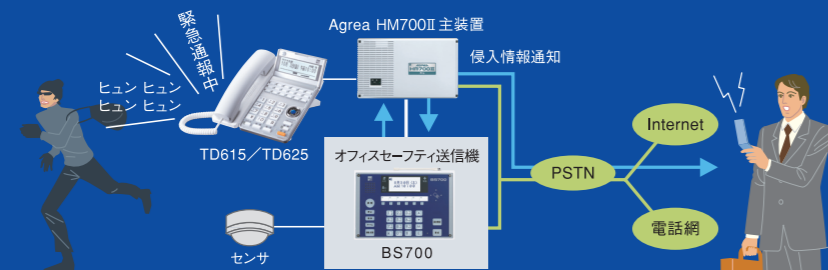 緊急通報中
ヒュン ヒュン
ヒュン ヒュン
TD615／TD625
Agrea HM700Ⅱ 主装置
侵入情報通知
オフィスセーフティ送信機
BS700
センサ
PSTN
Internet
電話網